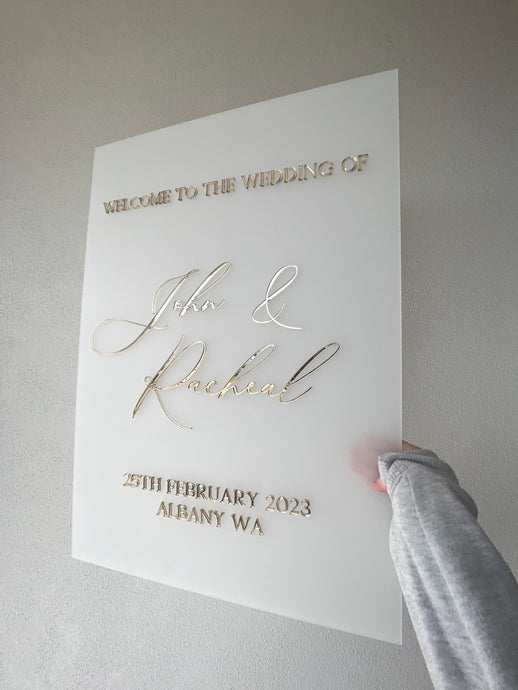 WELCOME TO THE WEDDING OF
John &
Racheal
25TH FEBRUARY 2023
ALBANY WA